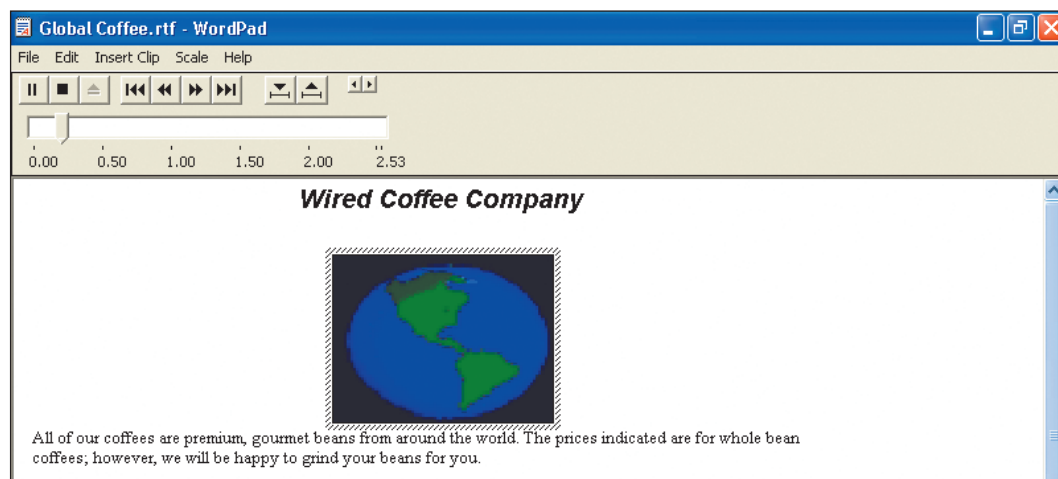 Global Coffee.rtf - WordPad
File Edit Insert Clip Scale Help
0.00 0.50 1.00 1.50 2.00 2.53
Wired Coffee Company
All of our coffees are premium, gourmet beans from around the world. The prices indicated are for whole bean
coffees; however, we will be happy to grind your beans for you.